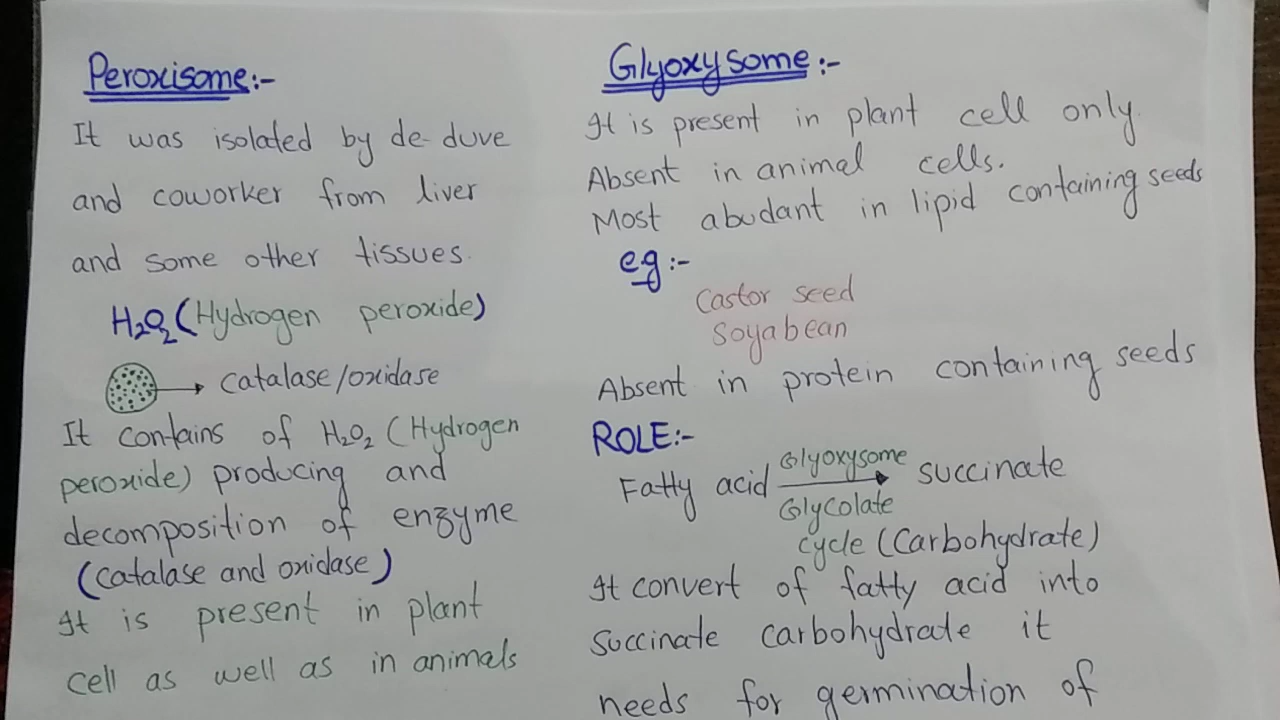 Peroxisome:-
It was isolated by de-duve
and coworker from liver
and some other tissues.
H₂O₂ (Hydrogen peroxide)
catalase/oxidase
It contains of H₂O₂ (Hydrogen
peroxide) producing and
decomposition of enzyme
(catalase and oxidase)
It is present in plant
cell as well as in animals
Glyoxysome:-
It is present in plant cell only.
Absent in animal cells.
Most abudant in lipid containing seeds
eg:-
Castor seed
Soyabean
Absent in protein containing seeds
ROLE:-
Fatty acid Glyoxysome succinate
Glycolate
cycle (Carbohydrate)
It convert of fatty acid into
succinate carbohydrate it
needs for germination of